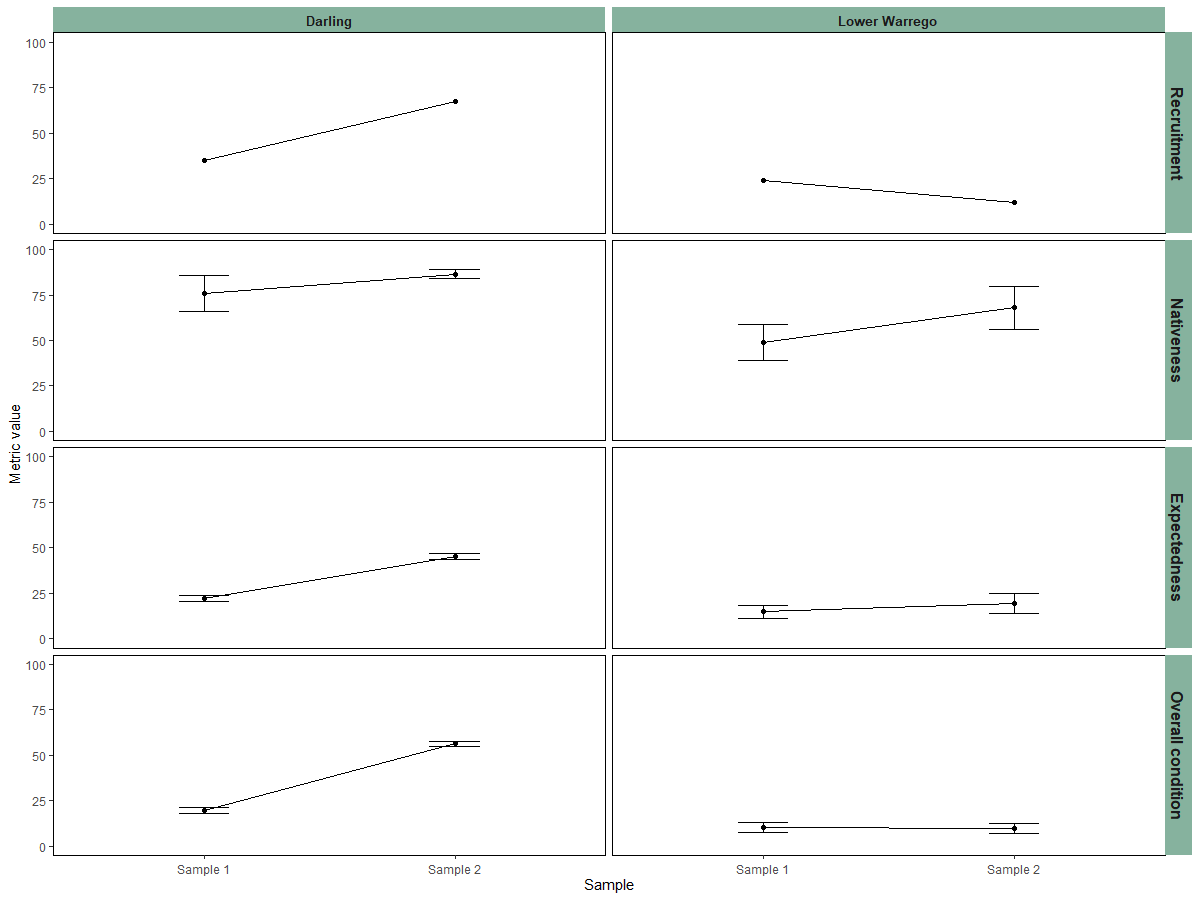 Darling
Lower Warrego
100
75
50
25
0
Recruitment
100
75
50
25
0
Nativeness
100
75
50
25
0
Expectedness
100
75
50
25
0
Overall condition
Metric value
Sample 1
Sample 2
Sample 1
Sample 2
Sample